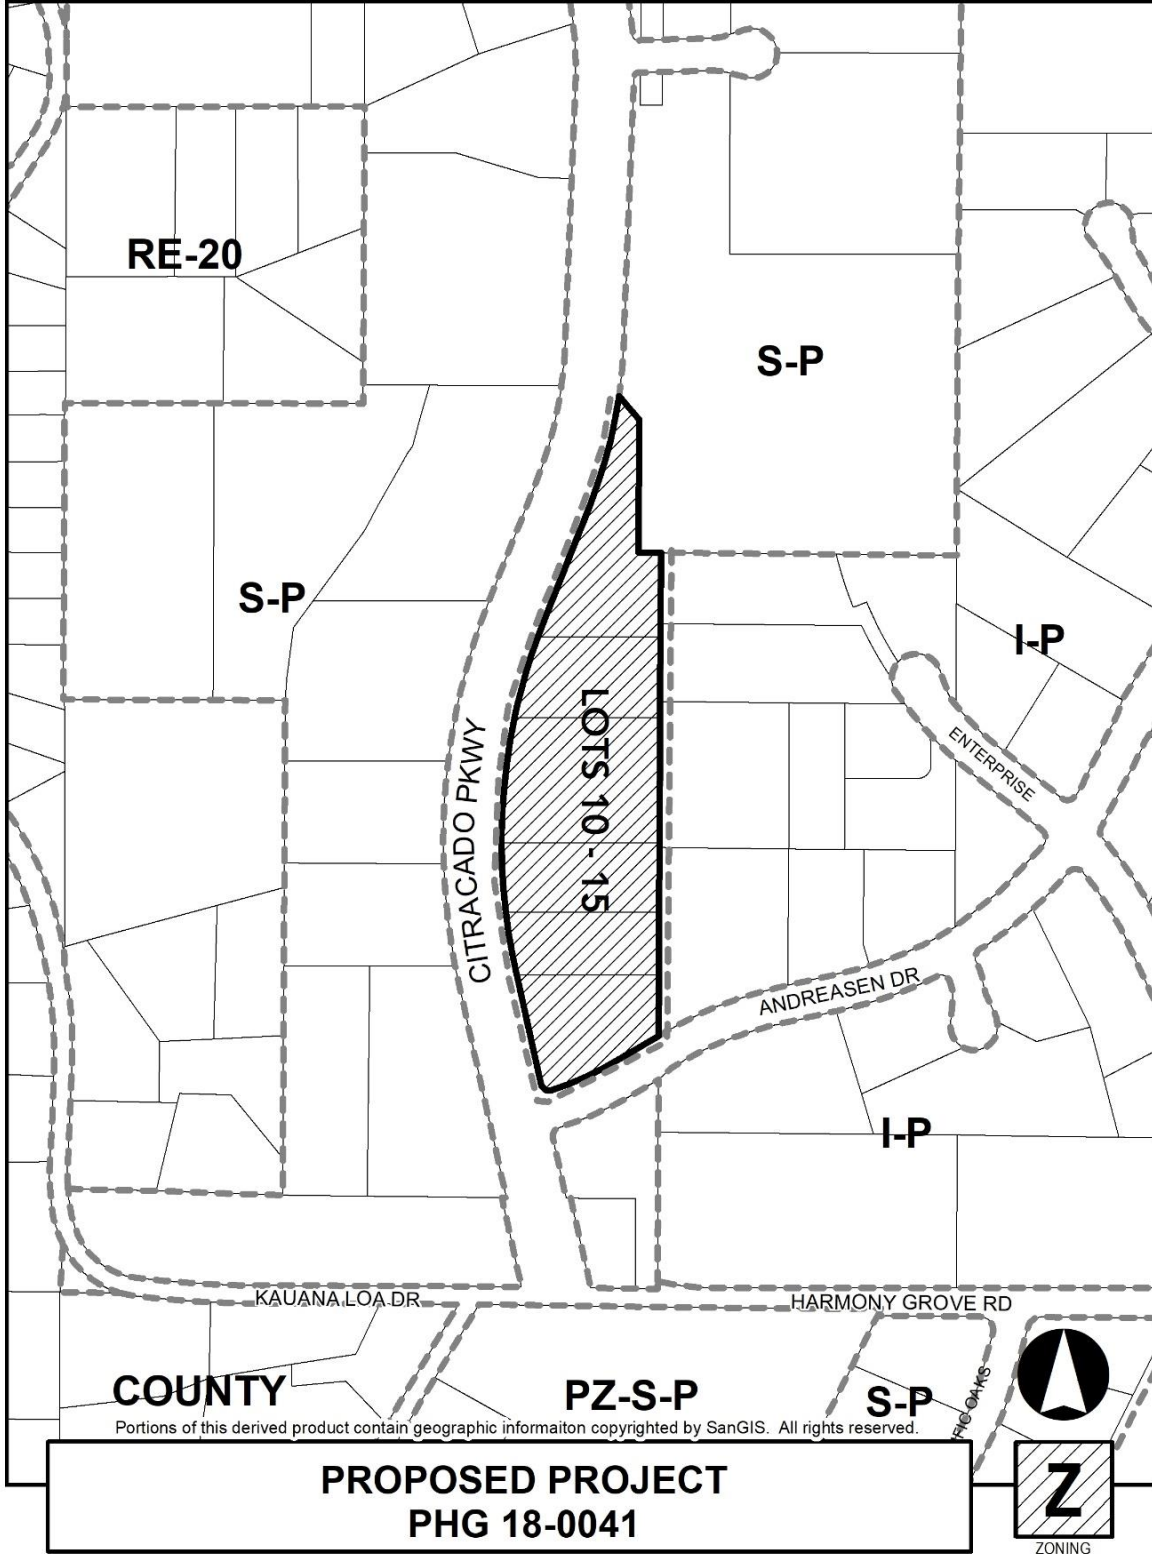 RE-20
S-P
S-P
I-P
LOTS 10 - 15
CITRACADO PKWY
ENTERPRISE
ANDREASEN DR
I-P
KAUANA LOA DR
HARMONY GROVE RD
COUNTY
PZ-S-P
S-P
OAKS
Portions of this derived product contain geographic informaiton copyrighted by SanGIS. All rights reserved.
PROPOSED PROJECT
PHG 18-0041
Z
ZONING